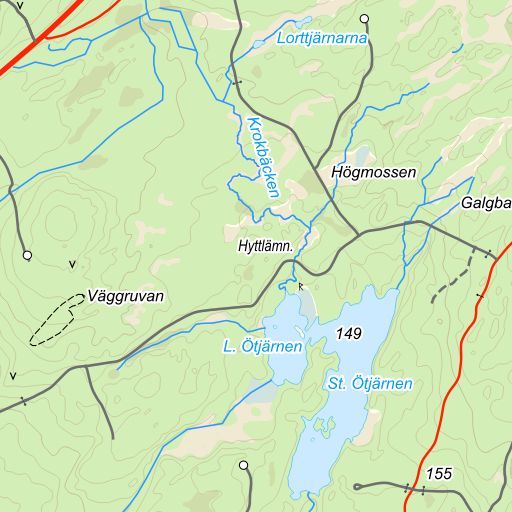 Lorttjärnarna
Krokbäcken
Högmossen
Galgba
Hyttlämn.
Väggruvan
149
L. Ötjärnen
St. Ötjärnen
155